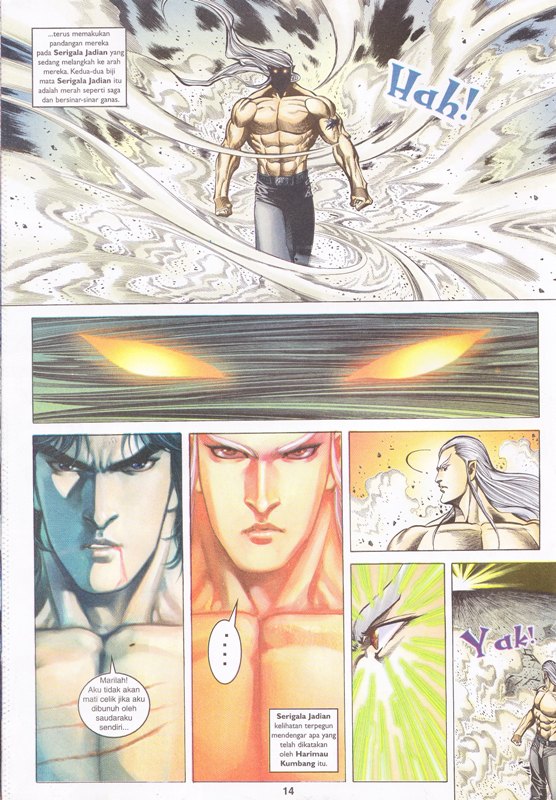 ...terus memakukan
pandangan mereka
pada Serigala Jadian yang
sedang melangkah ke arah
mereka. Kedua-dua biji
mata Serigala Jadian itu
adalah merah seperti saga
dan bersinar-sinar ganas.
Hah!
Marilah!
Aku tidak akan
mati celik jika aku
dibunuh oleh
saudaraku
sendiri...
....
Serigala Jadian
kelihatan terpegun
mendengar apa yang
telah dikatakan
oleh Harimau
Kumbang itu.
Yak!
14